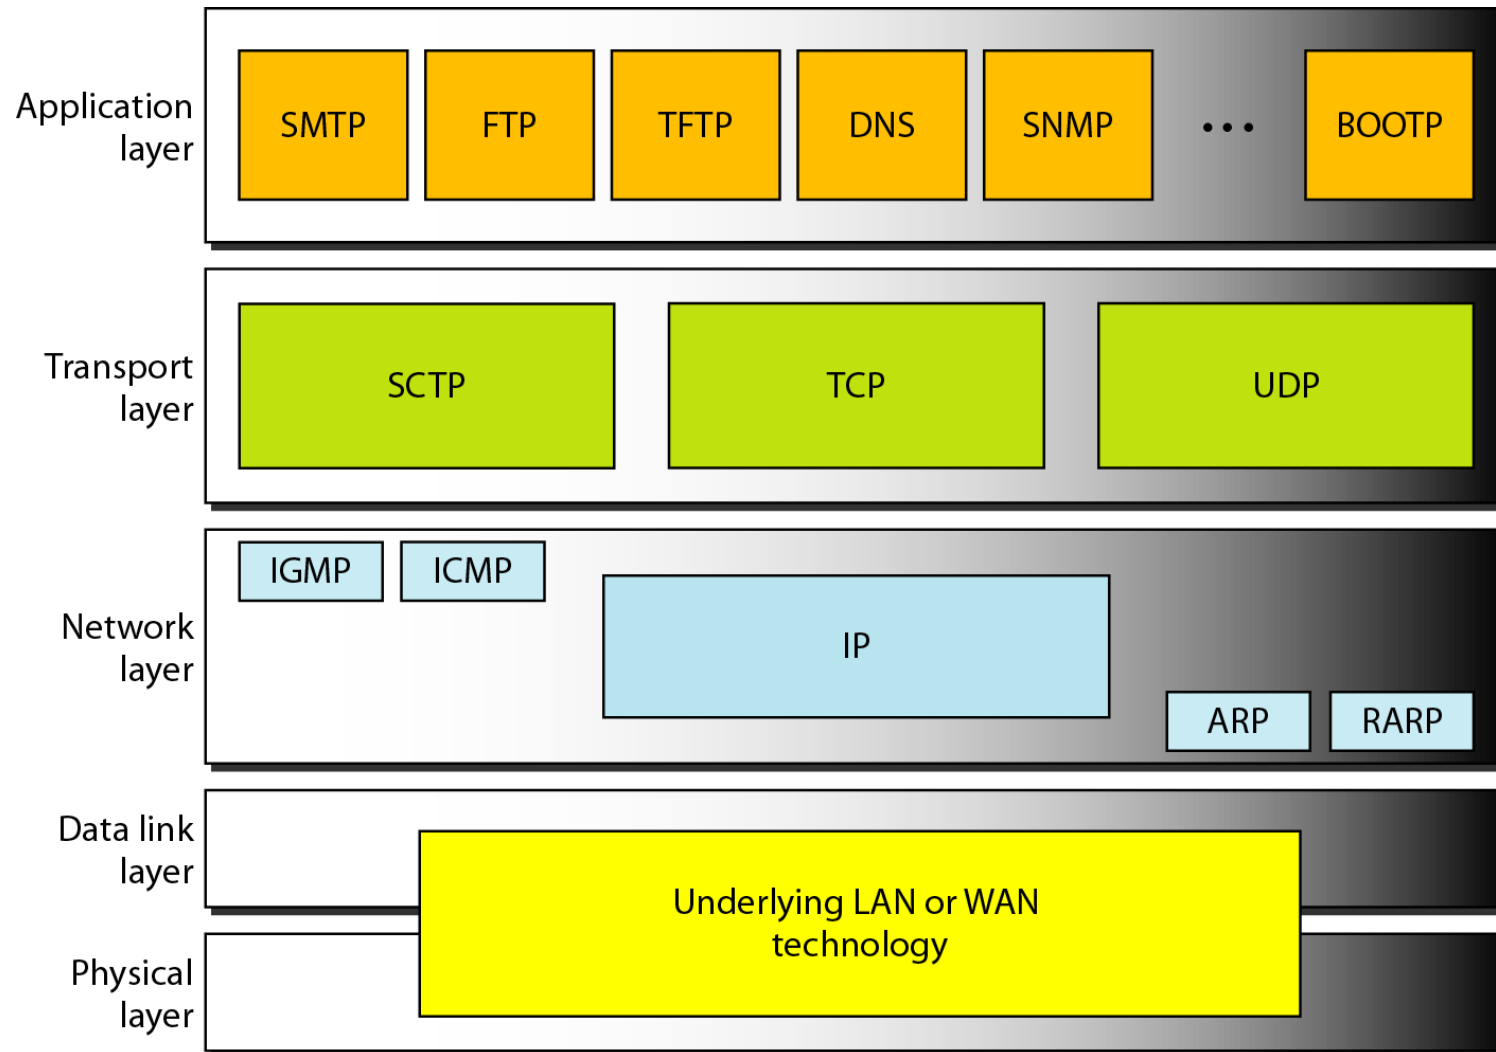 Application
layer
SMTP
FTP
TFTP
DNS
SNMP
...
BOOTP
Transport
layer
SCTP
TCP
UDP
Network
layer
IGMP
ICMP
IP
ARP
RARP
Data link
layer
Underlying LAN or WAN
technology
Physical
layer